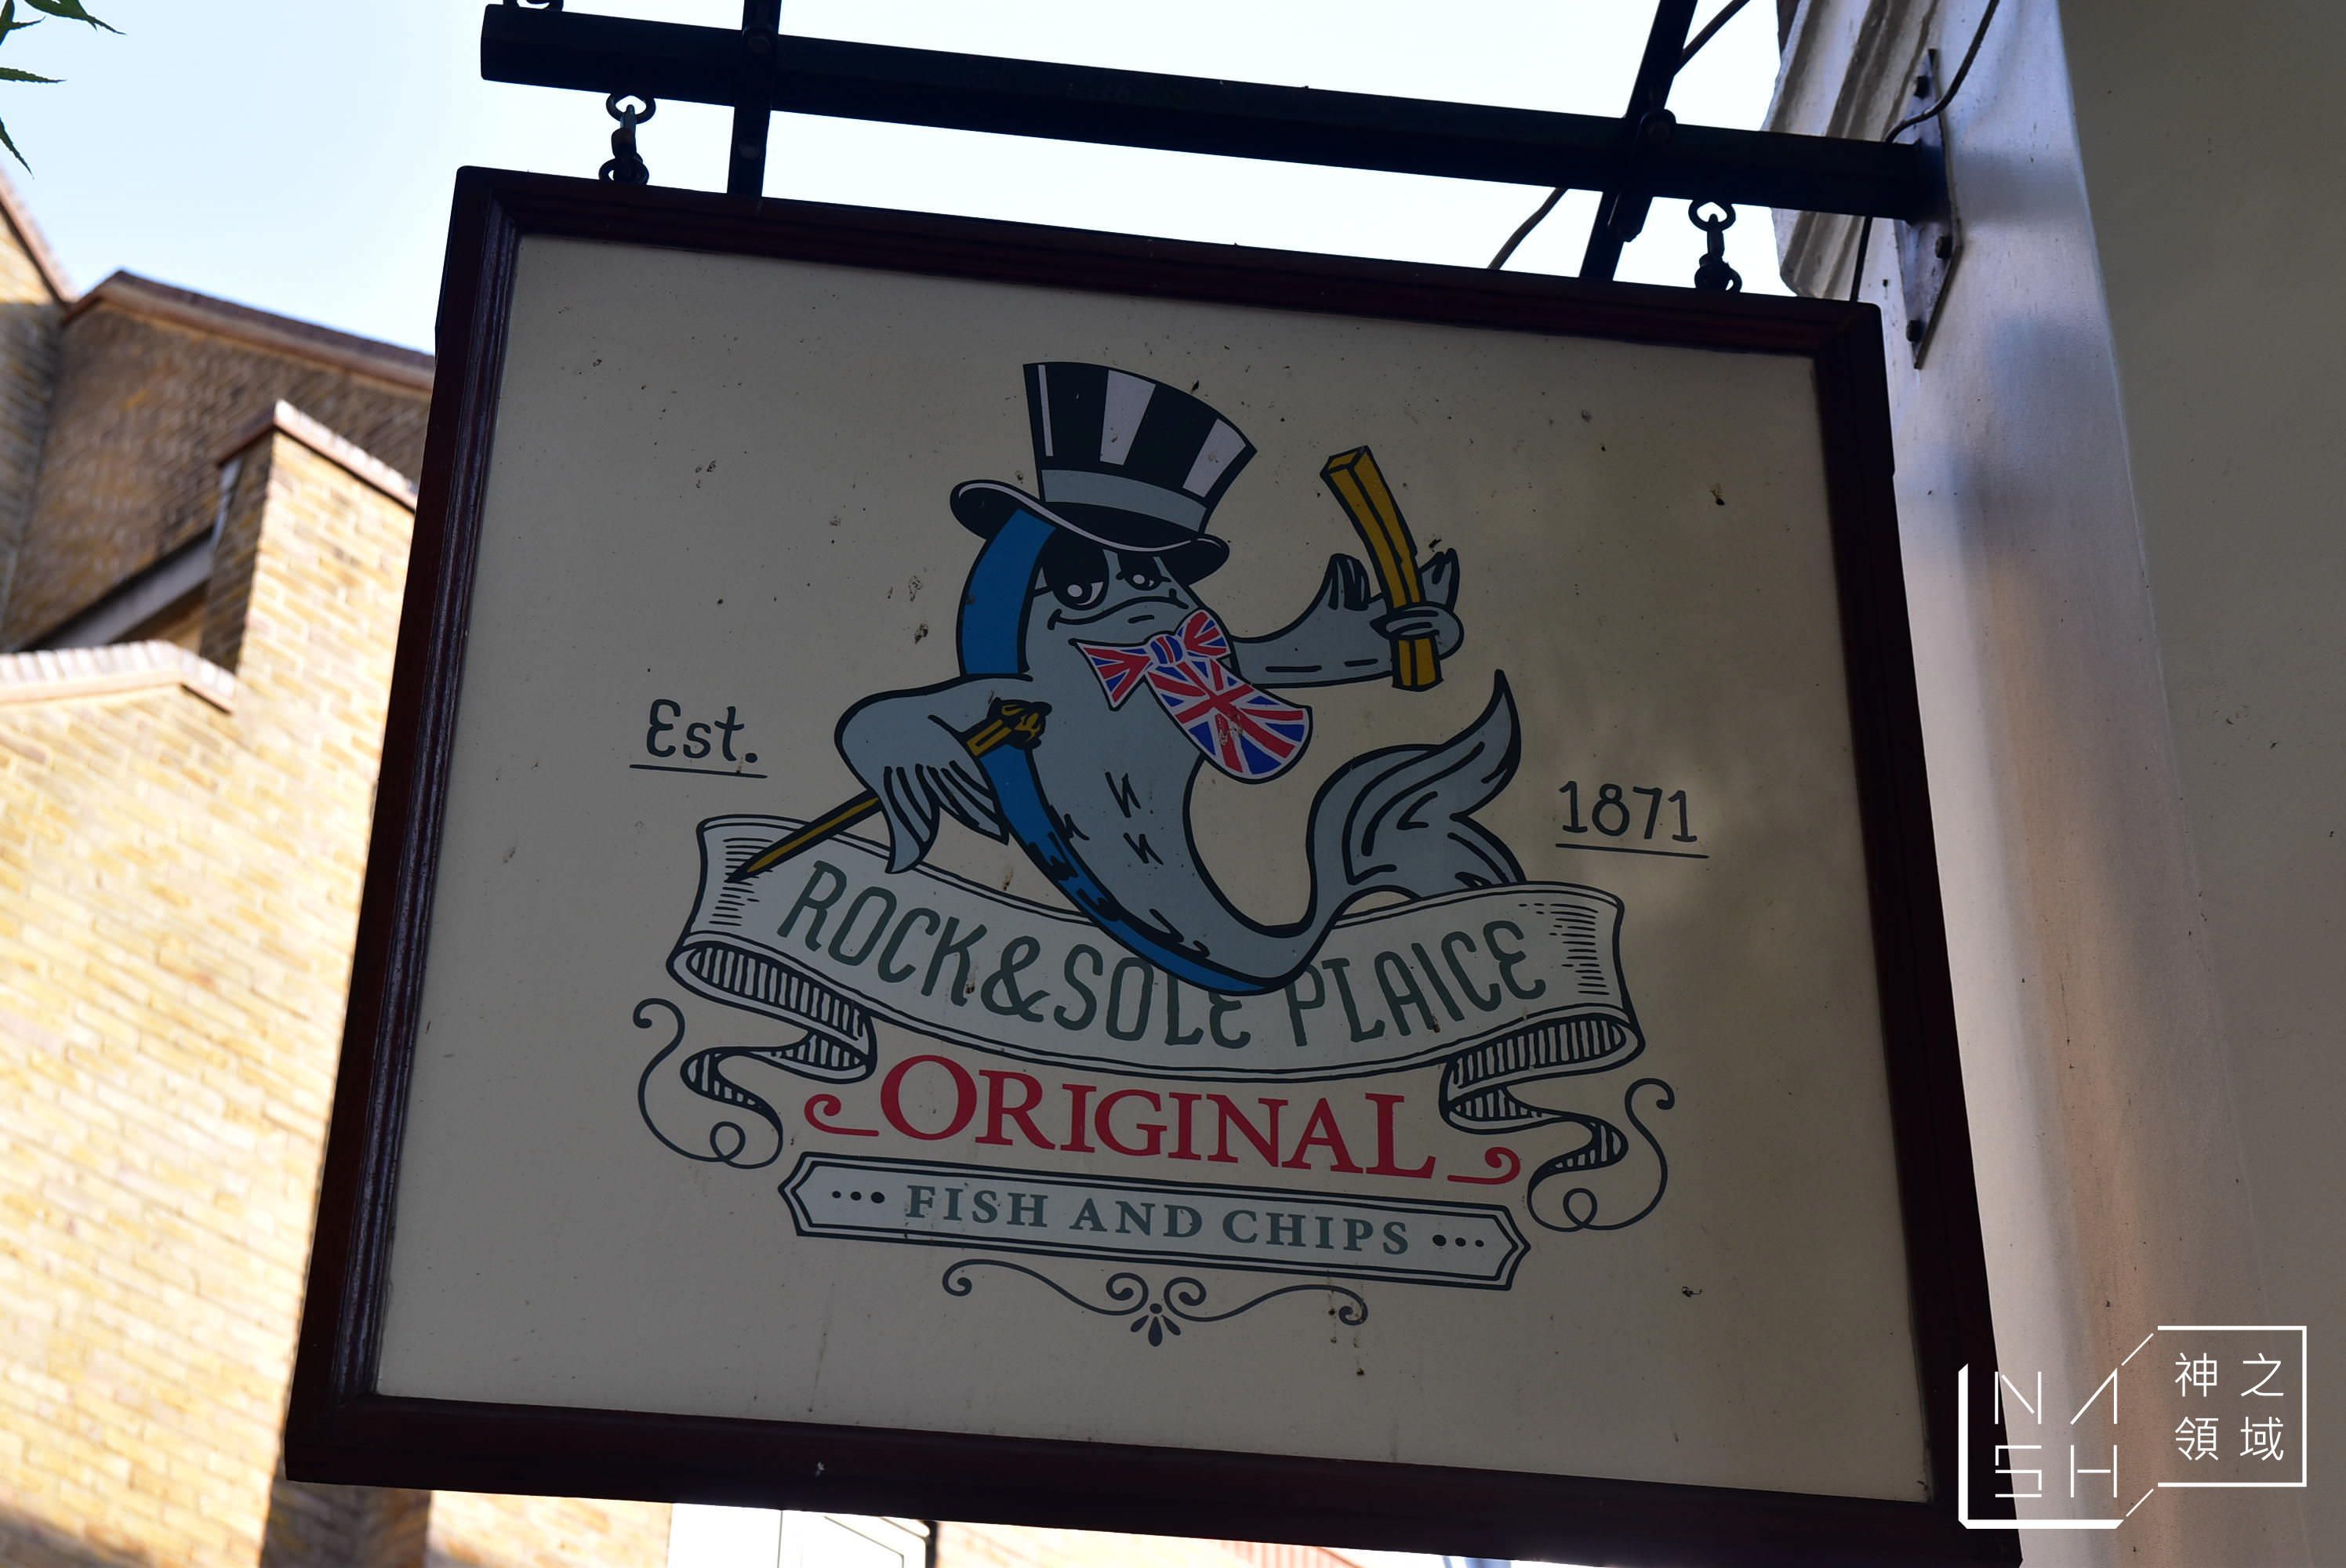 Est.
1871
ROCK & SOLE PLAICE
ORIGINAL
FISH AND CHIPS
NASH
神之
領域